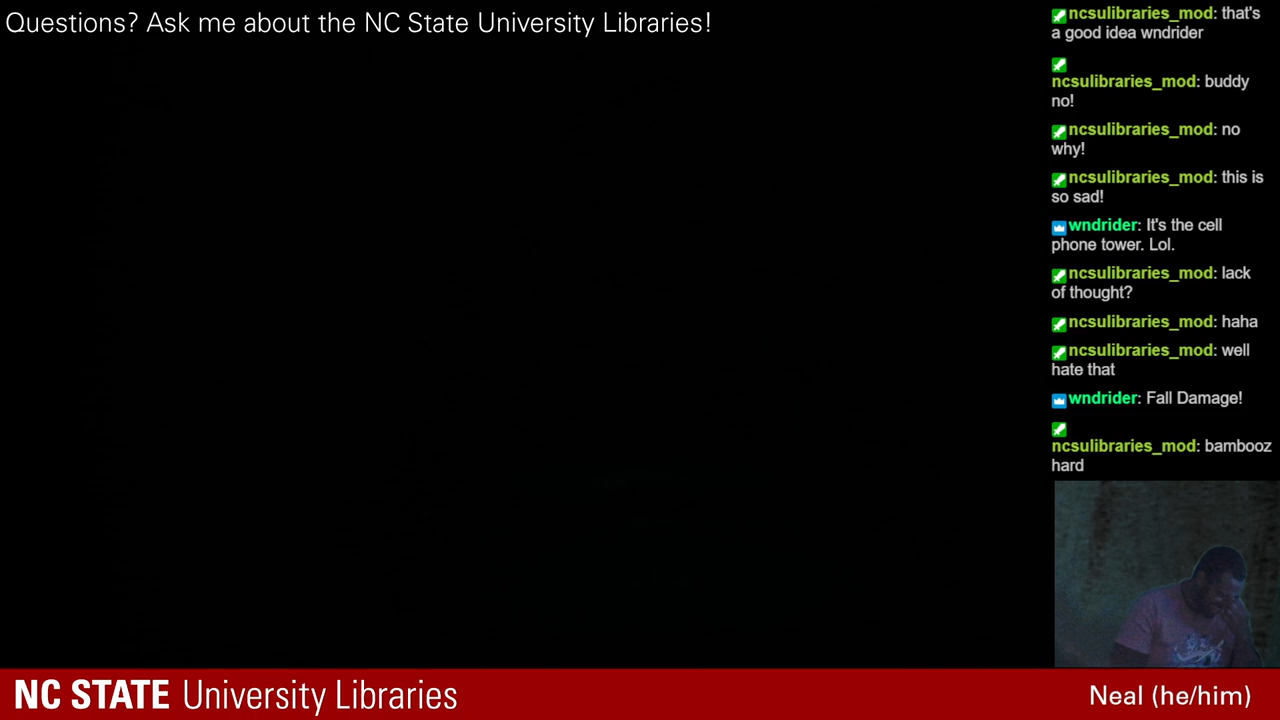 Questions? Ask me about the NC State University Libraries!
ncsulibraries_mod: that's
a good idea wndrider
ncsulibraries_mod: buddy
no!
ncsulibraries_mod: no
why!
ncsulibraries_mod: this is
so sad!
wndrider: It's the cell
phone tower. Lol.
ncsulibraries_mod: lack
of thought?
ncsulibraries_mod: haha
ncsulibraries_mod: well
hate that
wndrider: Fall Damage!
ncsulibraries_mod: bambooz
hard
NC STATE University Libraries
Neal (he/him)